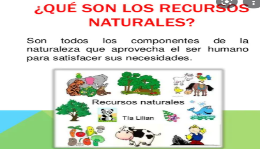 ¿QUÉ SON LOS RECURSOS
NATURALES?
Son todos los componentes de la
naturaleza que aprovecha el ser humano
para satisfacer sus necesidades.
Recursos naturales
Tía Lilian